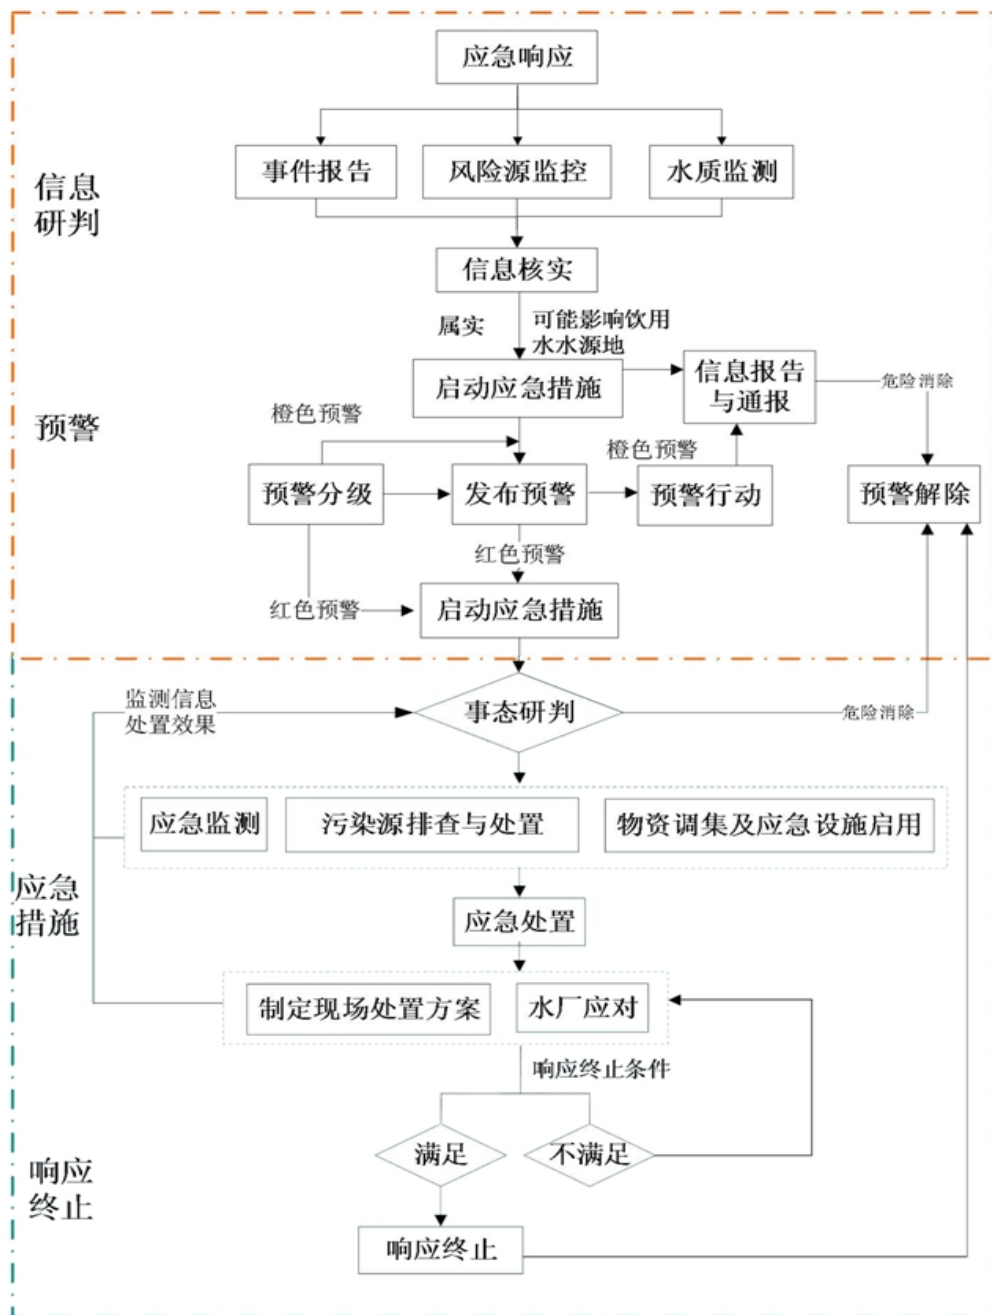 应急响应
事件报告
风险源监控
水质监测
信息
研判
信息核实
属实
可能影响饮用
水水源地
启动应急措施
信息报告
与通报
危险消除
预警
橙色预警
橙色预警
预警分级
发布预警
预警行动
预警解除
红色预警
红色预警
启动应急措施
监测信息
处置效果
事态研判
危险消除
应急监测
污染源排查与处置
物资调集及应急设施启用
应急
措施
应急处置
制定现场处置方案
水厂应对
响应终止条件
满足
不满足
响应
终止
响应终止